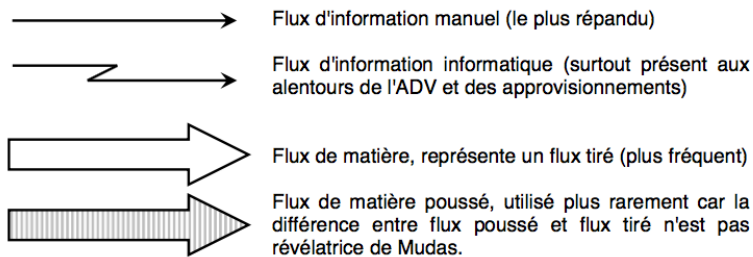 Flux d'information manuel (le plus répandu)
Flux d'information informatique (surtout présent aux
alentours de l'ADV et des approvisionnements)
Flux de matière, représente un flux tiré (plus fréquent)
Flux de matière poussé, utilisé plus rarement car la
différence entre flux poussé et flux tiré n'est pas
révélatrice de Mudas.